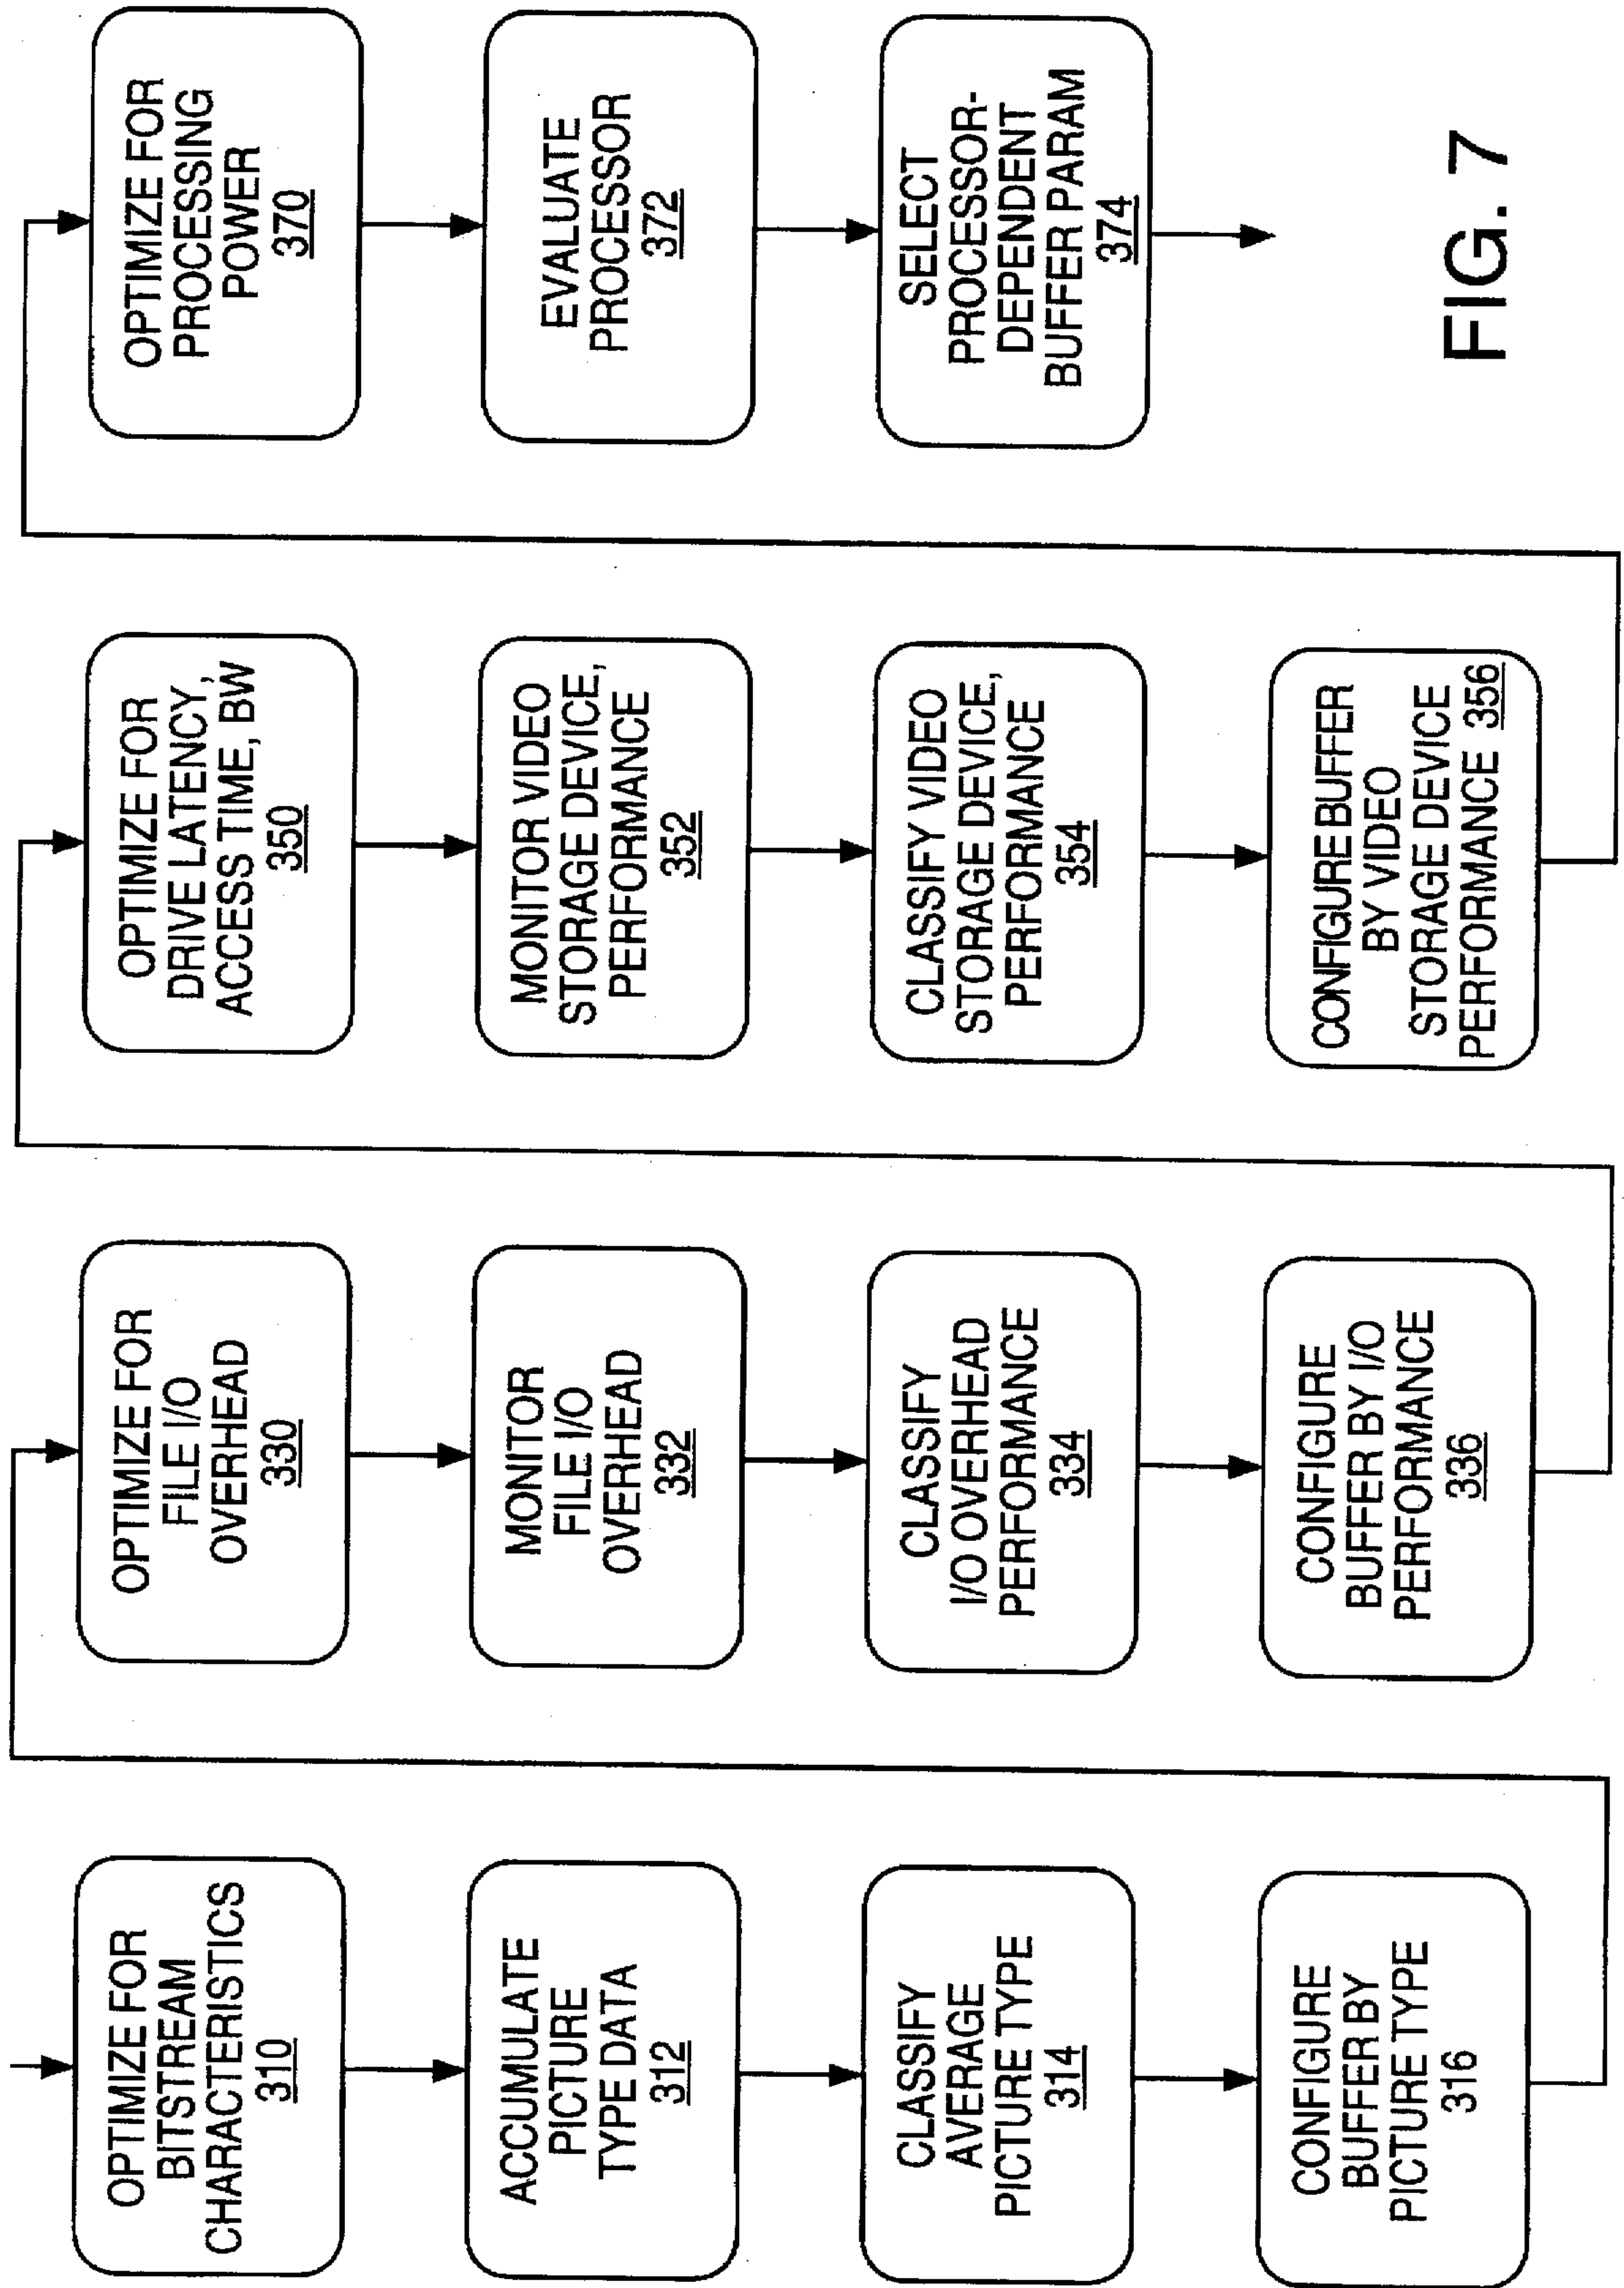 OPTIMIZE FOR
BITSTREAM
CHARACTERISTICS
310
ACCUMULATE
PICTURE
TYPE DATA
312
CLASSIFY
AVERAGE
PICTURE TYPE
314
CONFIGURE
BUFFER BY
PICTURE TYPE
316
OPTIMIZE FOR
FILE I/O
OVERHEAD
330
MONITOR
FILE I/O
OVERHEAD
332
CLASSIFY
I/O OVERHEAD
PERFORMANCE
334
CONFIGURE
BUFFER BY I/O
PERFORMANCE
336
OPTIMIZE FOR
DRIVE LATENCY,
ACCESS TIME, BW
350
MONITOR VIDEO
STORAGE DEVICE,
PERFORMANCE
352
CLASSIFY VIDEO
STORAGE DEVICE,
PERFORMANCE
354
CONFIGURE BUFFER
BY VIDEO
STORAGE DEVICE
PERFORMANCE 356
OPTIMIZE FOR
PROCESSING
POWER
370
EVALUATE
PROCESSOR
372
SELECT
PROCESSOR-
DEPENDENT
BUFFER PARAM
374
FIG. 7